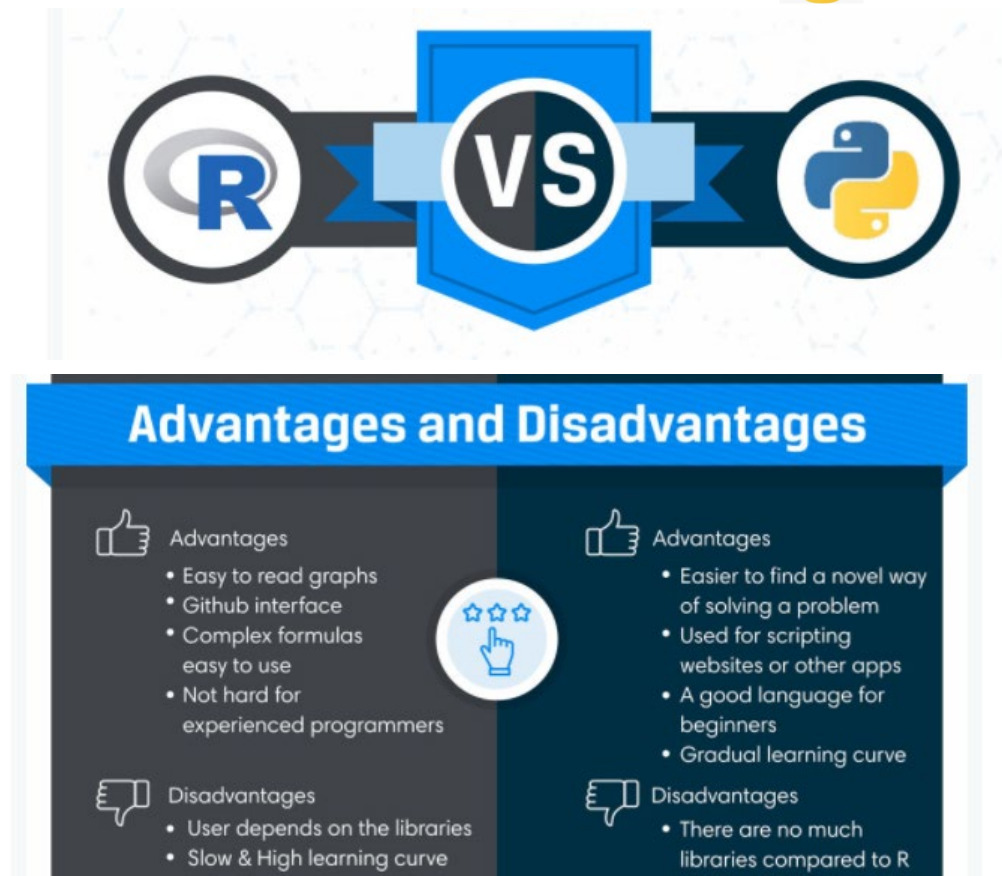 R
VS
Advantages and Disadvantages
Advantages
• Easy to read graphs
• Github interface
• Complex formulas
easy to use
• Not hard for
experienced programmers
Disadvantages
• User depends on the libraries
• Slow & High learning curve
Advantages
• Easier to find a novel way
of solving a problem
• Used for scripting
websites or other apps
• A good language for
beginners
• Gradual learning curve
Disadvantages
• There are no much
libraries compared to R